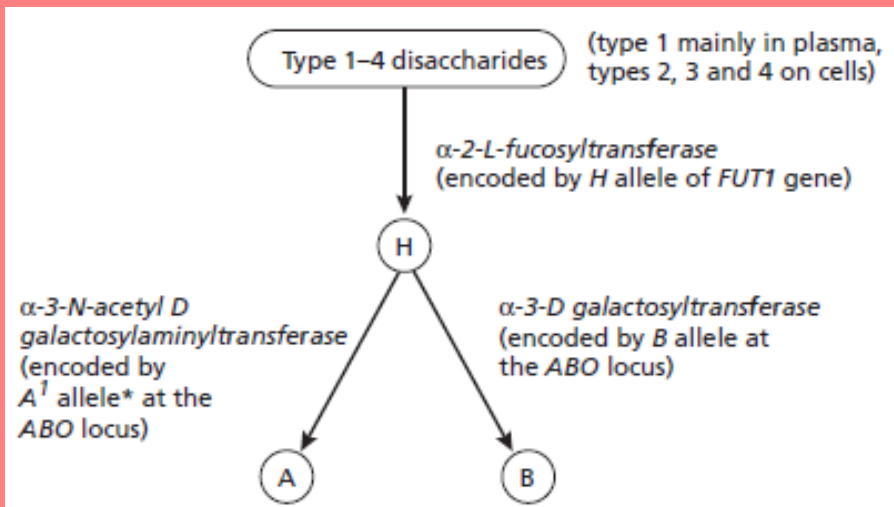 Type 1–4 disaccharides
(type 1 mainly in plasma,
types 2, 3 and 4 on cells)
α-2-L-fucosyltransferase
(encoded by H allele of FUT1 gene)
H
α-3-N-acetyl D
galactosylaminyltransferase
(encoded by
A¹ allele* at the
ABO locus)
α-3-D galactosyltransferase
(encoded by B allele at
the ABO locus)
A
B